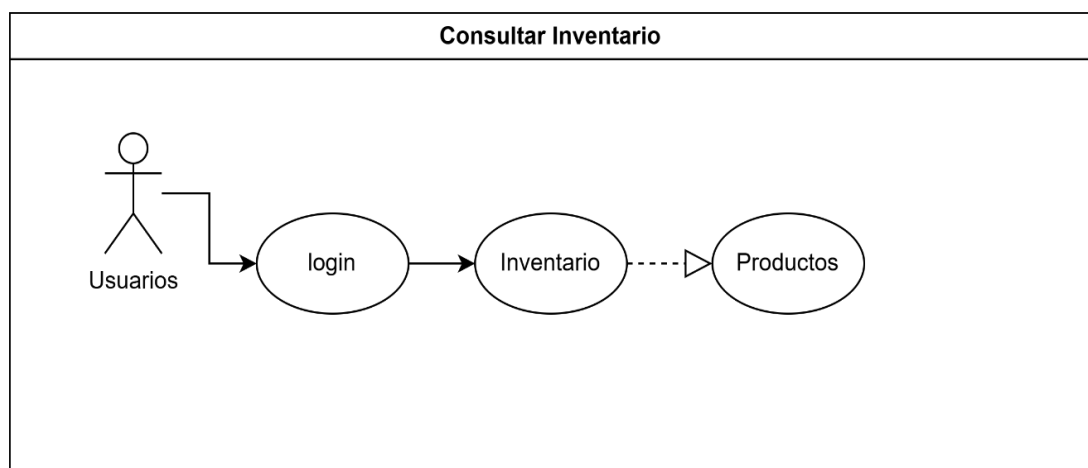 Consultar Inventario
Usuarios
login
Inventario
Productos